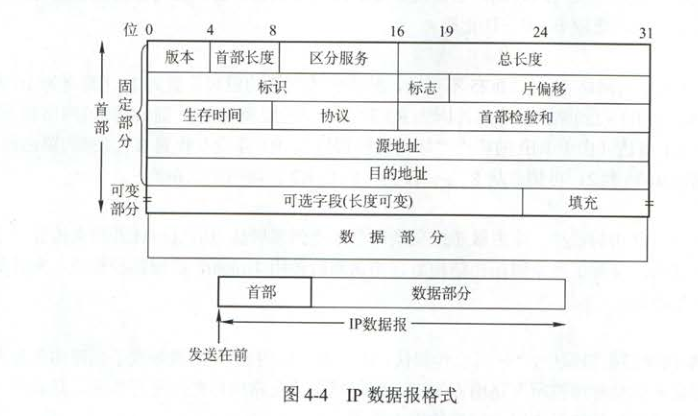 位 0 4 8 16 19 24 31
版本 首部长度 区分服务 总长度
标识 标志 片偏移
生存时间 协议 首部检验和
源地址
目的地址
可选字段(长度可变) 填充
数据部分
首部
固定部分
可变部分
首部 数据部分
IP数据报
发送在前
图 4-4 IP 数据报格式